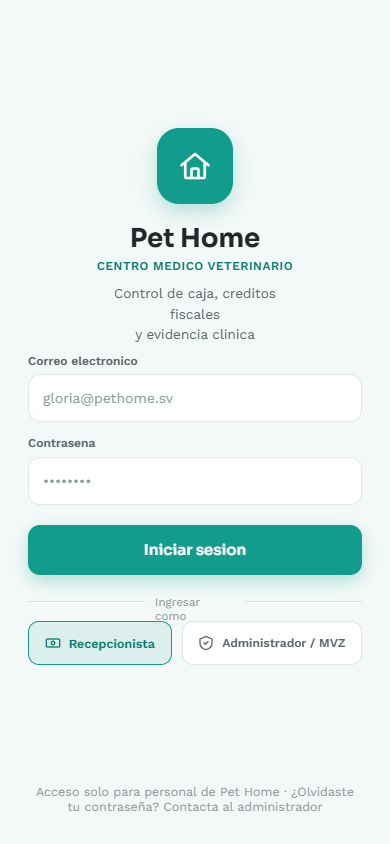 Pet Home
CENTRO MEDICO VETERINARIO
Control de caja, creditos
fiscales
y evidencia clinica
Correo electronico
gloria@pethome.sv
Contrasena
••••••••
Iniciar sesion
Ingresar
como
Recepcionista
Administrador / MVZ
Acceso solo para personal de Pet Home · ¿Olvidaste
tu contraseña? Contacta al administrador